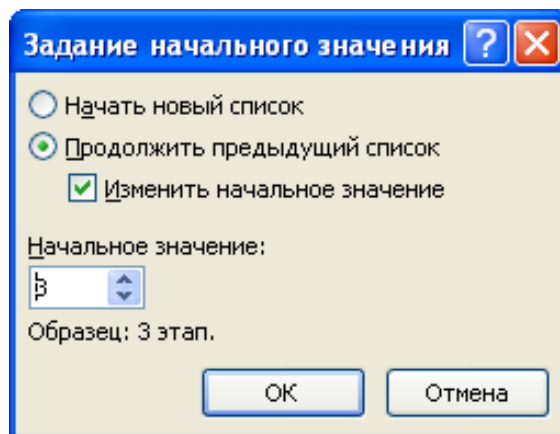 Задание начального значения
Начать новый список
Продолжить предыдущий список
Изменить начальное значение
Начальное значение:
3
Образец: 3 этап.
ОК Отмена